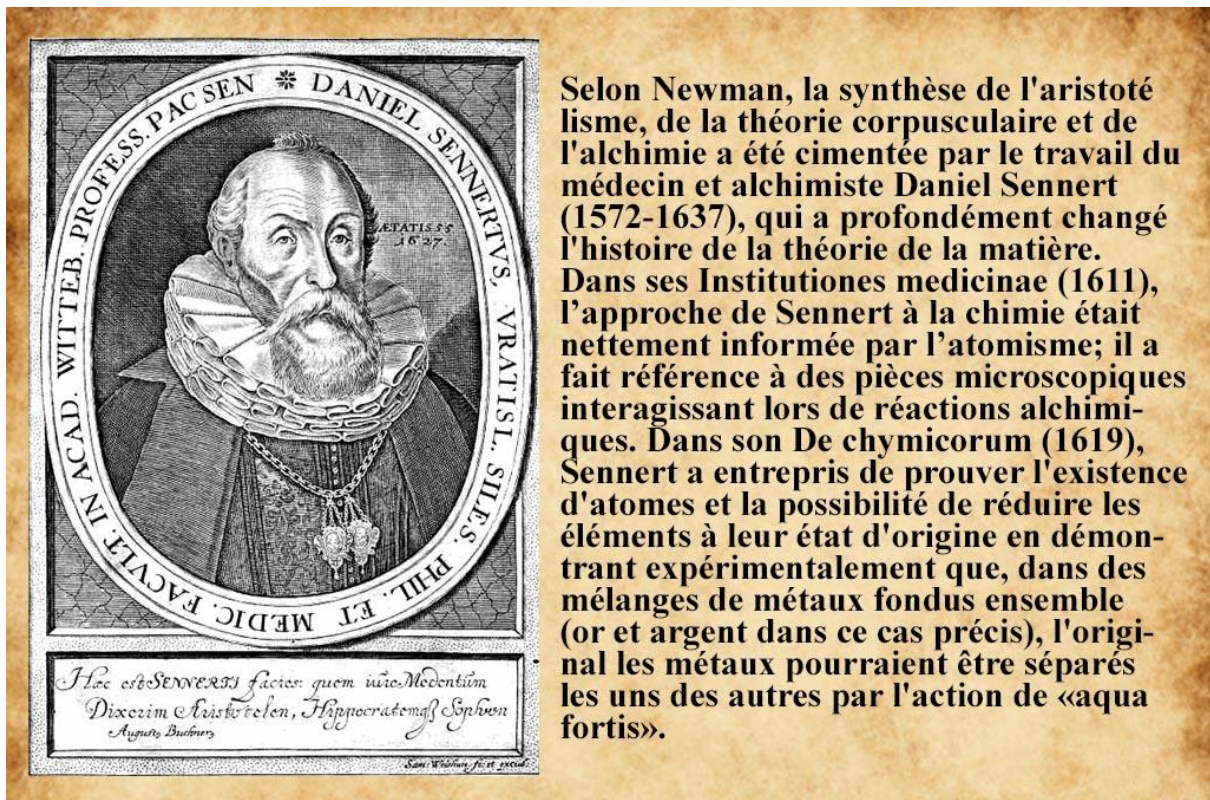 DANIEL SENNERTVS, VRATISL. SILES. PHIL. ET MEDIC. FACVLT. IN ACAD. WITTEB. PROFESS. PAC SEN
ÆTATIS 55
1627.
Hæc est SENNERTI facies: quem iure Medentûm
Dixerim Aristotelen, Hippocratemqz Sophΰn
August, Buchner,
Selon Newman, la synthèse de l'aristoté
lisme, de la théorie corpusculaire et de
l'alchimie a été cimentée par le travail du
médecin et alchimiste Daniel Sennert
(1572-1637), qui a profondément changé
l'histoire de la théorie de la matière.
Dans ses Institutiones medicinae (1611),
l’approche de Sennert à la chimie était
nettement informée par l’atomisme; il a
fait référence à des pièces microscopiques
interagissant lors de réactions alchimi-
ques. Dans son De chymicorum (1619),
Sennert a entrepris de prouver l'existence
d'atomes et la possibilité de réduire les
éléments à leur état d'origine en démon-
trant expérimentalement que, dans des
mélanges de métaux fondus ensemble
(or et argent dans ce cas précis), l'origi-
nal les métaux pourraient être séparés
les uns des autres par l'action de «aqua
fortis».